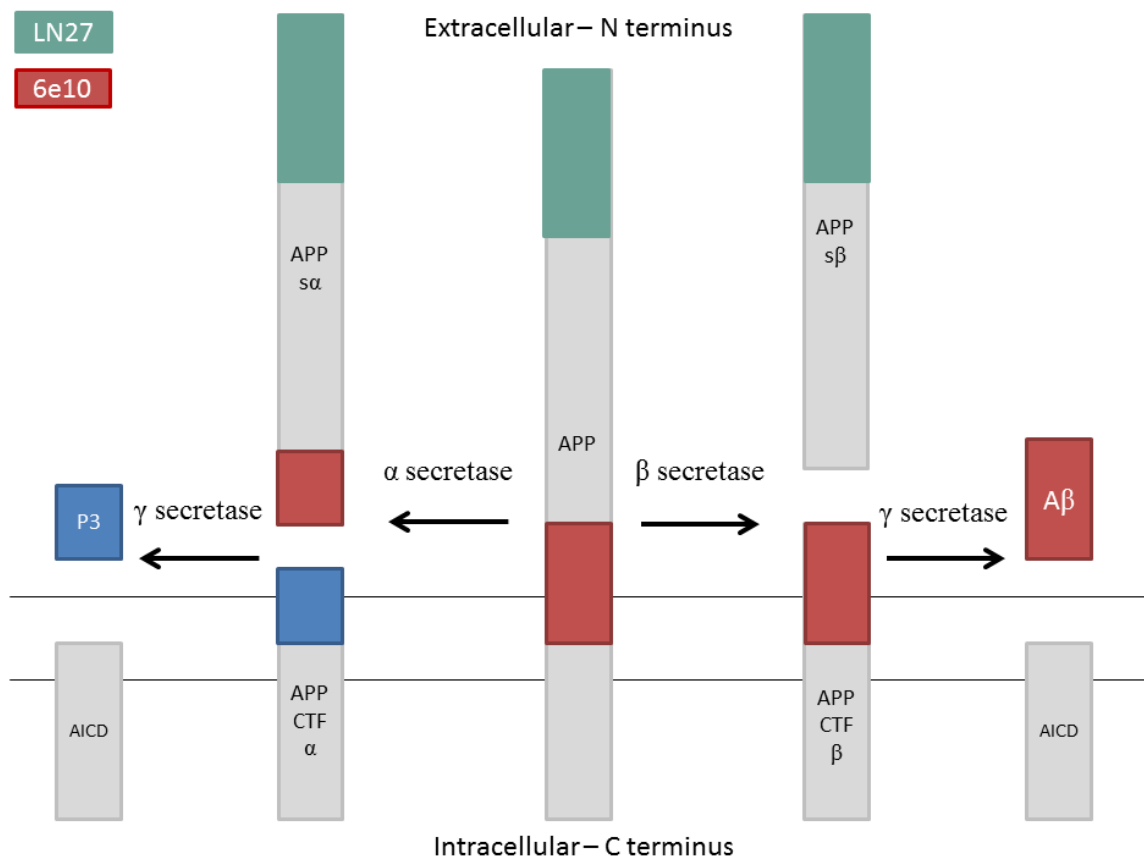 LN27
Extracellular – N terminus
6e10
APP
sα
APP
sβ
APP
α secretase
β secretase
P3
γ secretase
γ secretase
Aβ
APP
CTF
α
APP
CTF
β
AICD
AICD
Intracellular – C terminus